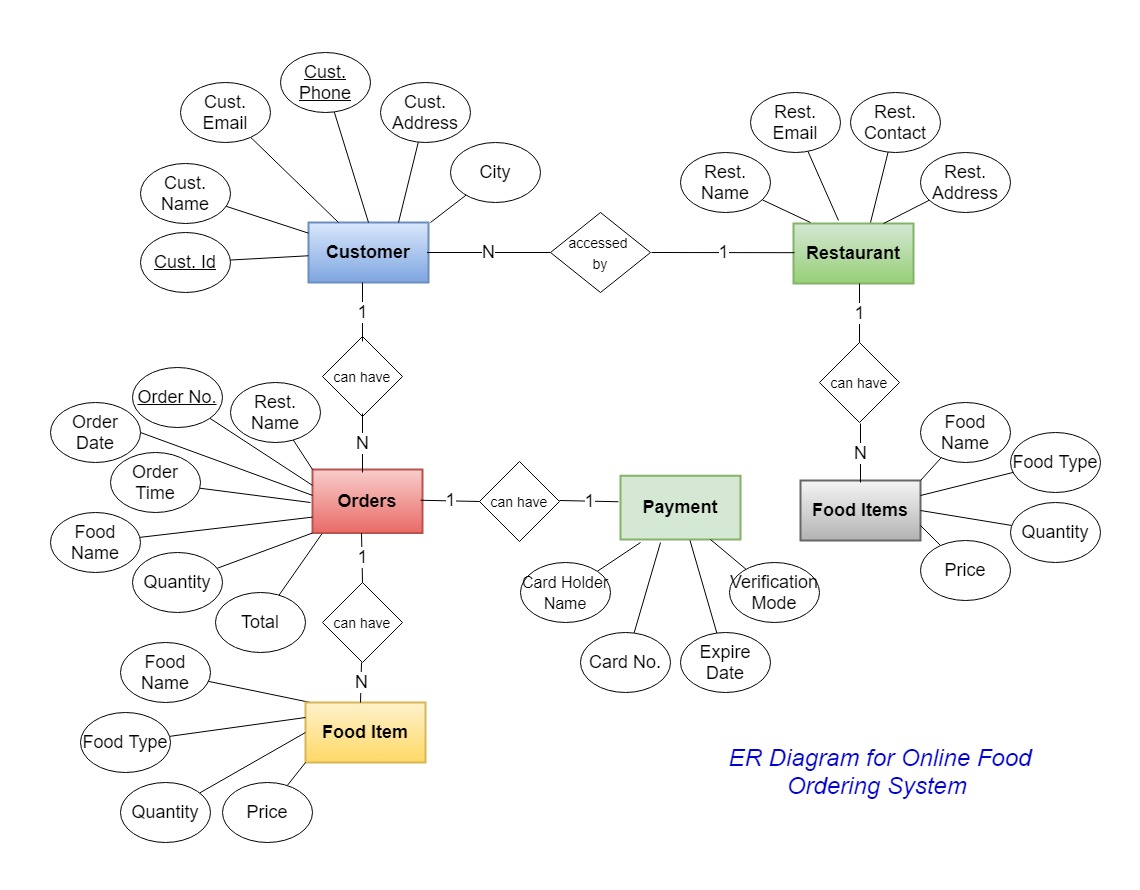 Cust.
Phone
Cust.
Email
Cust.
Address
City
Cust.
Name
Cust. Id
Customer
N
accessed
by
1
Rest.
Email
Rest.
Contact
Rest.
Name
Rest.
Address
Restaurant
1
can have
N
1
can have
N
Order No.
Rest.
Name
Order
Date
Order
Time
Food
Name
Quantity
Total
Orders
1
can have
1
Payment
Card Holder
Name
Card No.
Expire
Date
Verification
Mode
Food Items
Food
Name
Food Type
Quantity
Price
1
can have
N
Food
Name
Food Type
Quantity
Price
Food Item
ER Diagram for Online Food
Ordering System